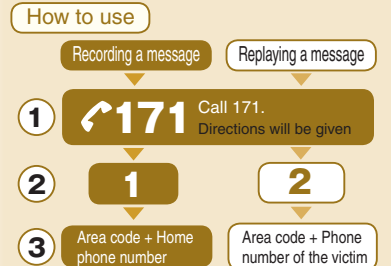 How to use
Recording a message
Replaying a message
1
171
Call 171.
Directions will be given
2
1
2
3
Area code + Home
phone number
Area code + Phone
number of the victim